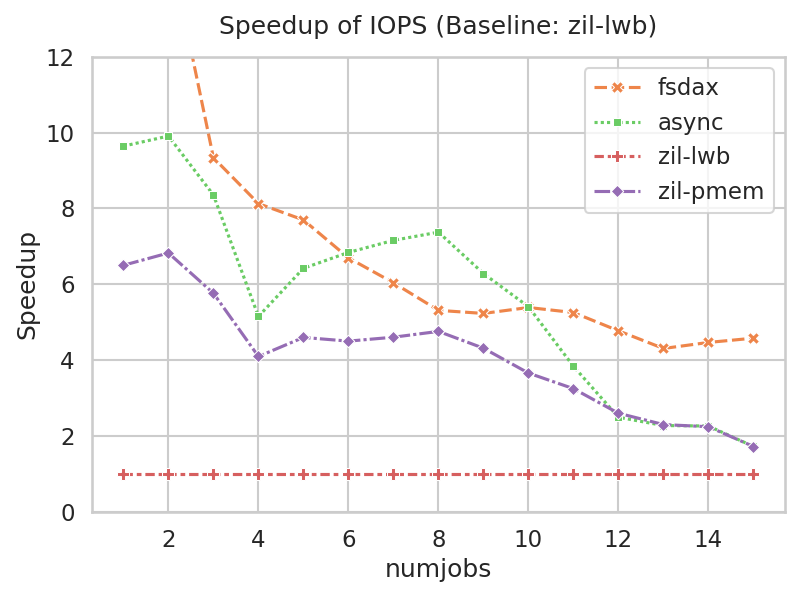 Speedup of IOPS (Baseline: zil-lwb)
12
10
8
6
4
2
0
Speedup
fsdax
async
zil-lwb
zil-pmem
2 4 6 8 10 12 14
numjobs